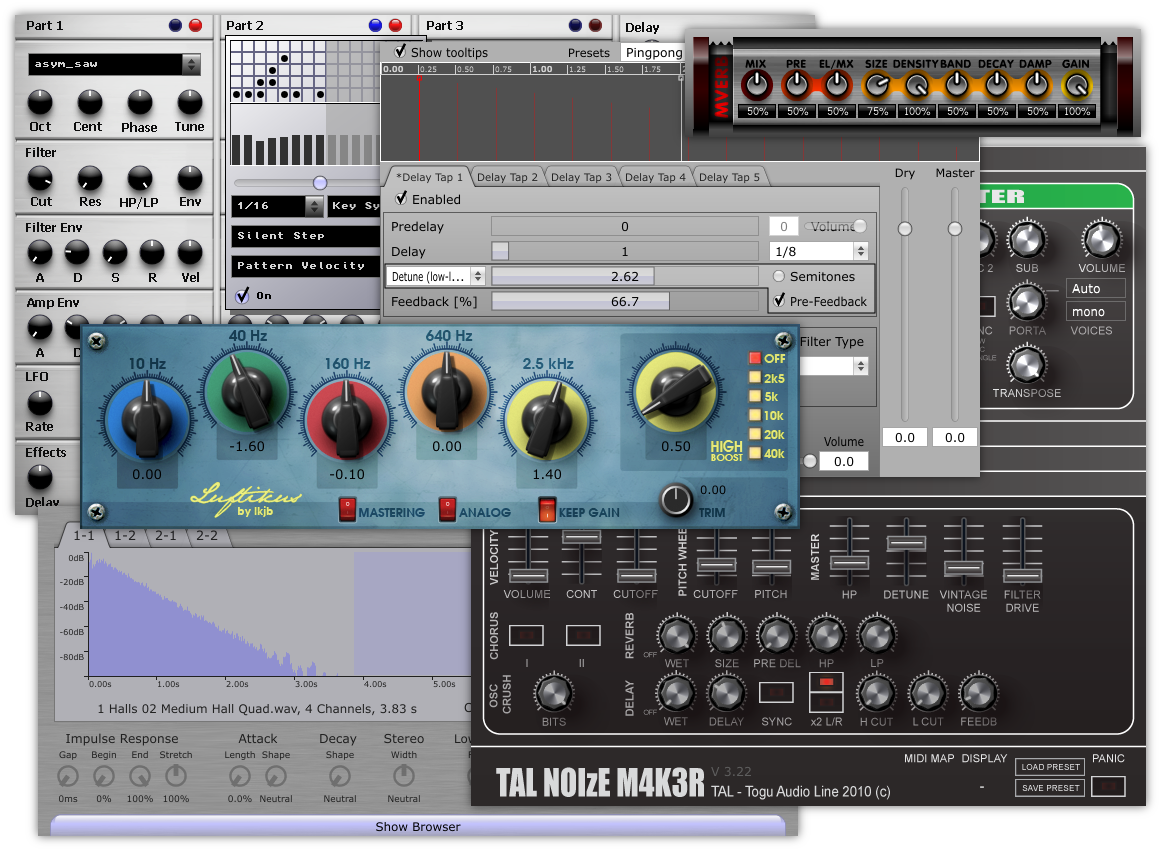 Part 1
Part 2
Part 3
Delay
asym_saw
Oct Cent Phase Tune
Filter
Cut Res HP/LP Env
Filter Env
A D S R Vel
Amp Env
A
LFO
Rate
Effects
Delay
1/16 Key Sy
Silent Step
Pattern Velocity
On
Show tooltips Presets Pingpong
0.00 0.25 0.50 0.75 1.00 1.25 1.50 1.75
*Delay Tap 1 Delay Tap 2 Delay Tap 3 Delay Tap 4 Delay Tap 5
Enabled
Predelay 0 0 Volume
Delay 1 1/8
Detune (low-l... 2.62 Semitones
Feedback [%] 66.7 Pre-Feedback
Filter Type
Volume
0.0
Dry Master
0.0 0.0
MVERB
MIX PRE EL/MX SIZE DENSITY BAND DECAY DAMP GAIN
50% 50% 50% 75% 100% 50% 50% 50% 100%
10 Hz 40 Hz 160 Hz 640 Hz 2.5 kHz
0.00 -1.60 -0.10 0.00 1.40 0.50
OFF
2k5
5k
10k
20k
40k
HIGH
BOOST
Luftikus
by lkjb
MASTERING ANALOG KEEP GAIN
0.00
TRIM
SUB VOLUME
Auto
mono
PORTA VOICES
TRANSPOSE
VELOCITY
VOLUME CONT CUTOFF
PITCH WHEEL
CUTOFF PITCH
MASTER
HP DETUNE VINTAGE NOISE FILTER DRIVE
CHORUS
I II
REVERB
OFF WET SIZE PRE DEL HP LP
OSC CRUSH
BITS
DELAY
OFF WET DELAY SYNC x2 L/R H CUT L CUT FEEDB
TAL NOIzE M4K3R
V 3.22
TAL - Togu Audio Line 2010 (c)
MIDI MAP DISPLAY PANIC
-
LOAD PRESET
SAVE PRESET
1-1 1-2 2-1 2-2
0dB
-20dB
-40dB
-60dB
-80dB
0.00s 1.00s 2.00s 3.00s 4.00s 5.00s
1 Halls 02 Medium Hall Quad.wav, 4 Channels, 3.83 s
Impulse Response Attack Decay Stereo
Gap Begin End Stretch Length Shape Shape Width
0ms 0% 100% 100% 0.0% Neutral Neutral Neutral
Show Browser